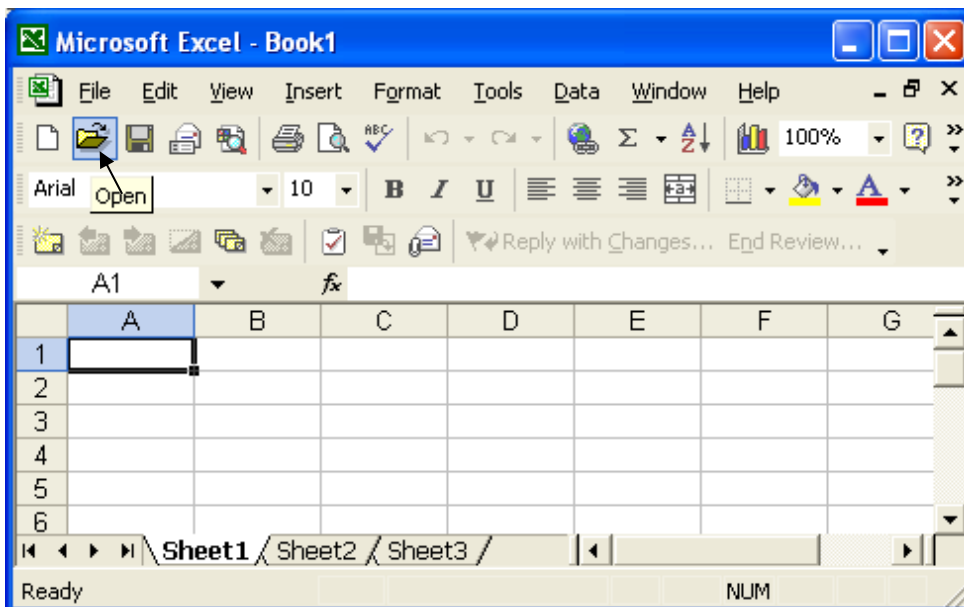 Microsoft Excel - Book1
File Edit View Insert Format Tools Data Window Help
ABC Σ A Z 100% ?
Arial Open 10 B I U a A
Reply with Changes... End Review...
A1 fx
A B C D E F G
1
2
3
4
5
6
Sheet1 Sheet2 Sheet3
Ready NUM